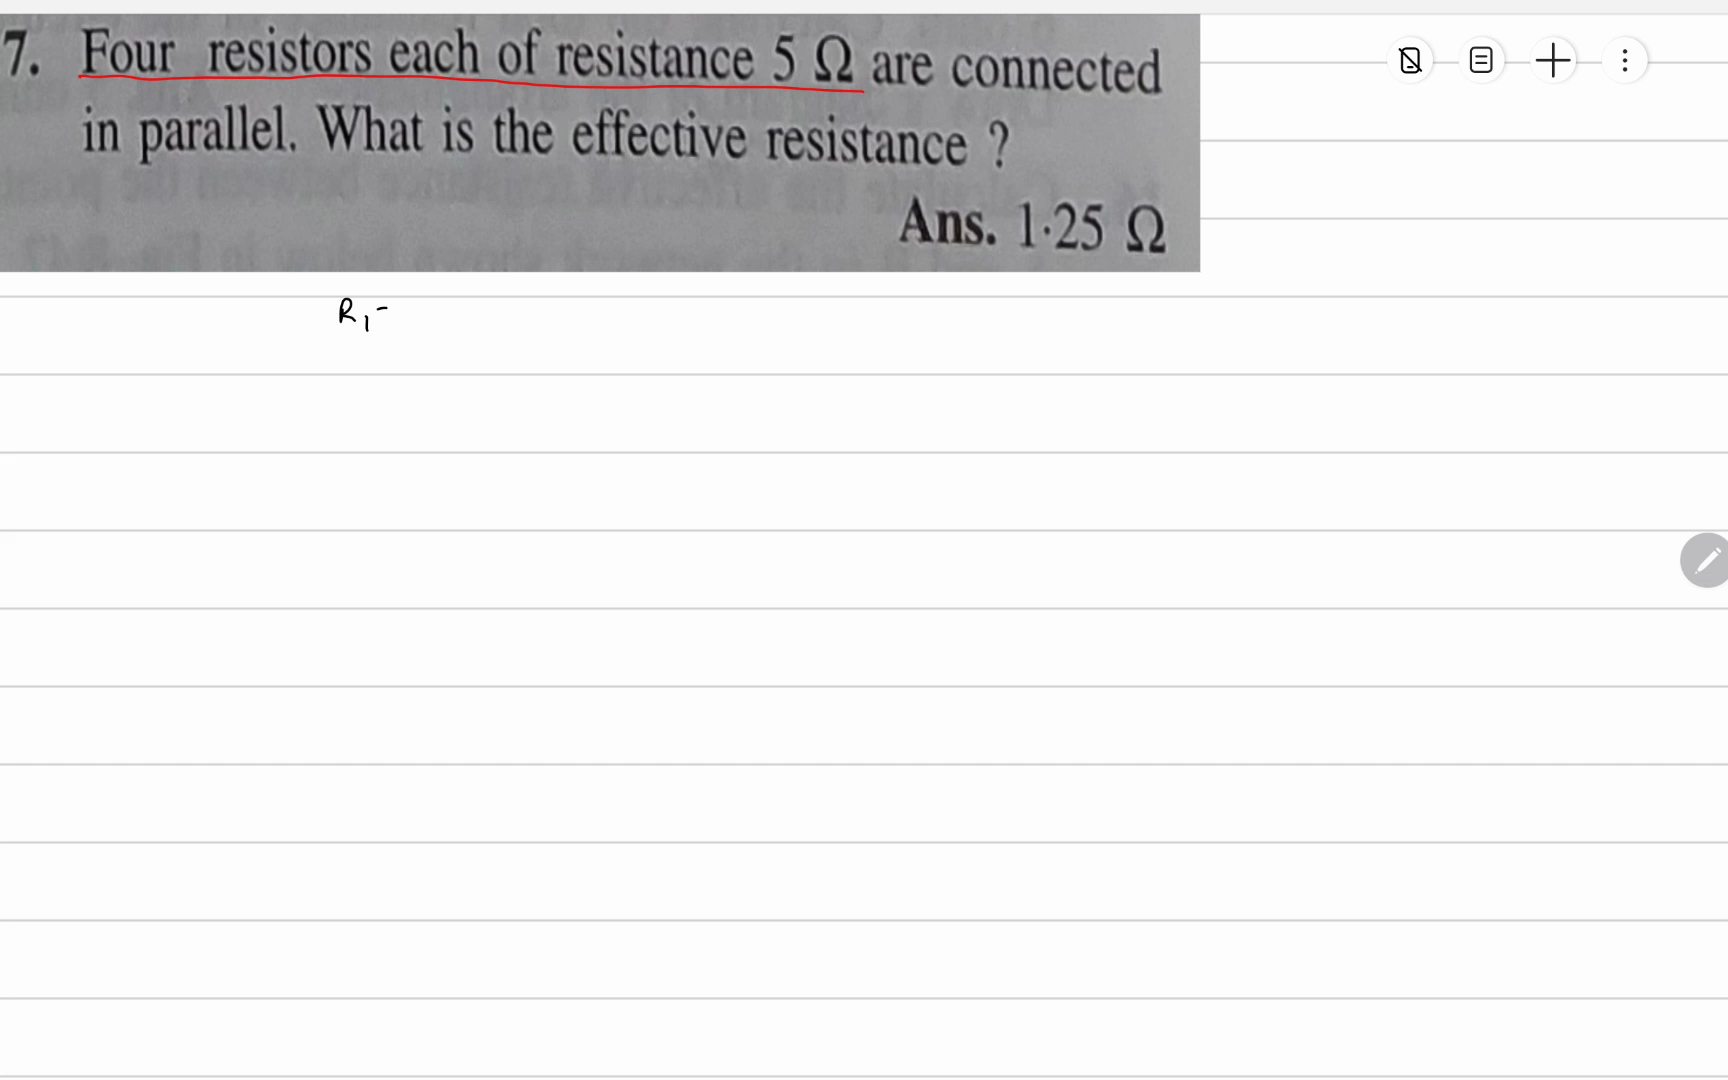 7. Four resistors each of resistance 5 Ω are connected
in parallel. What is the effective resistance ?
Ans. 1·25 Ω
R₁-